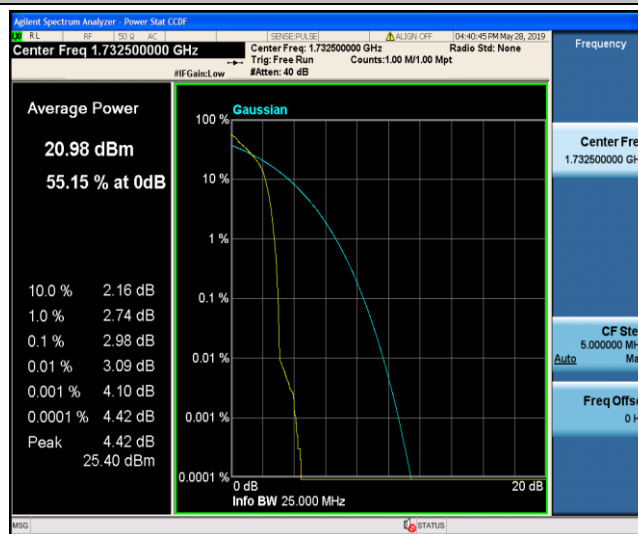 Agilent Spectrum Analyzer - Power Stat CCDF
RL RF 50 Ω AC SENSE:PULSE ALIGN OFF 04:40:45 PM May 28, 2019
Center Freq 1.732500000 GHz
Center Freq: 1.732500000 GHz Radio Std: None
Trig: Free Run Counts:1.00 M/1.00 Mpt
#IFGain:Low #Atten: 40 dB
Frequency
Average Power
20.98 dBm
55.15 % at 0dB
10.0 % 2.16 dB
1.0 % 2.74 dB
0.1 % 2.98 dB
0.01 % 3.09 dB
0.001 % 4.10 dB
0.0001 % 4.42 dB
Peak 4.42 dB
25.40 dBm
Gaussian
100 %
10 %
1 %
0.1 %
0.01 %
0.001 %
0.0001 %
0 dB 20 dB
Info BW 25.000 MHz
Center Fre
1.732500000 GH
CF Ste
5.000000 MH
Auto Ma
Freq Offse
0 H
MSG STATUS